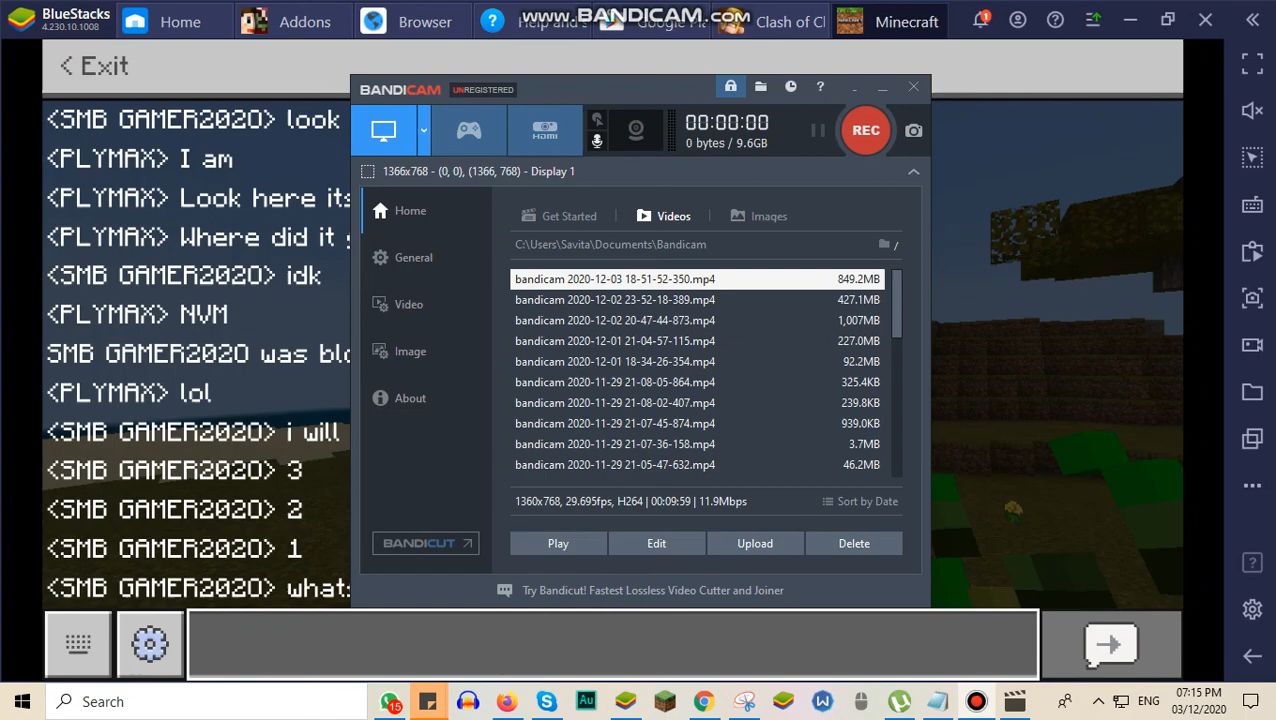 BlueStacks
4.230.10.1008
Home
Addons
Browser
Help and
Clash of Cl
Minecraft
1
www.BANDICAM.com
< Exit
<SMB GAMER2020> look
<PLYMAX> I am
<PLYMAX> Look here its
<PLYMAX> Where did it
<SMB GAMER2020> idk
<PLYMAX> NVM
SMB GAMER2020 was blo
<PLYMAX> lol
<SMB GAMER2020> i will
<SMB GAMER2020> 3
<SMB GAMER2020> 2
<SMB GAMER2020> 1
<SMB GAMER2020> what
BANDICAM UNREGISTERED
?
HDMI
00:00:00
0 bytes / 9.6GB
REC
1366x768 - (0, 0), (1366, 768) - Display 1
Home
General
Video
Image
About
BANDICUT
Get Started
Videos
Images
C:\Users\Savita\Documents\Bandicam
/
bandicam 2020-12-03 18-51-52-350.mp4 849.2MB
bandicam 2020-12-02 23-52-18-389.mp4 427.1MB
bandicam 2020-12-02 20-47-44-873.mp4 1,007MB
bandicam 2020-12-01 21-04-57-115.mp4 227.0MB
bandicam 2020-12-01 18-34-26-354.mp4 92.2MB
bandicam 2020-11-29 21-08-05-864.mp4 325.4KB
bandicam 2020-11-29 21-08-02-407.mp4 239.8KB
bandicam 2020-11-29 21-07-45-874.mp4 939.0KB
bandicam 2020-11-29 21-07-36-158.mp4 3.7MB
bandicam 2020-11-29 21-05-47-632.mp4 46.2MB
1360x768, 29.695fps, H264 | 00:09:59 | 11.9Mbps
Sort by Date
Play
Edit
Upload
Delete
Try Bandicut! Fastest Lossless Video Cutter and Joiner
Search
15
Au
ENG
07:15 PM
03/12/2020